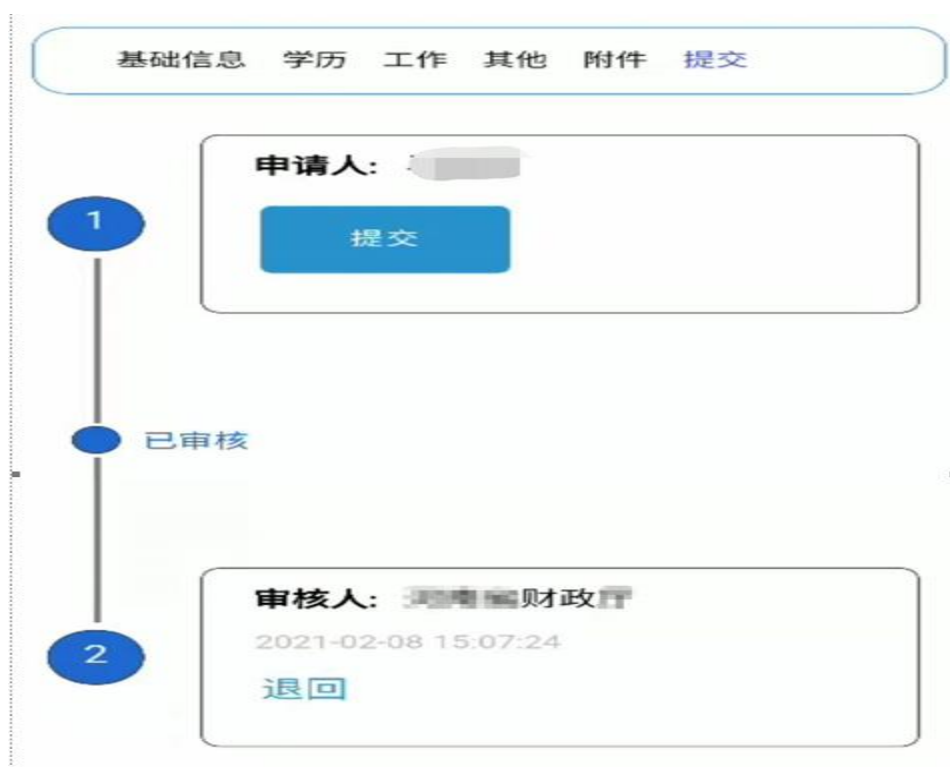 基础信息 学历 工作 其他 附件 提交
申请人:
1
提交
已审核
审核人: 财政
2021-02-08 15:07:24
2
退回